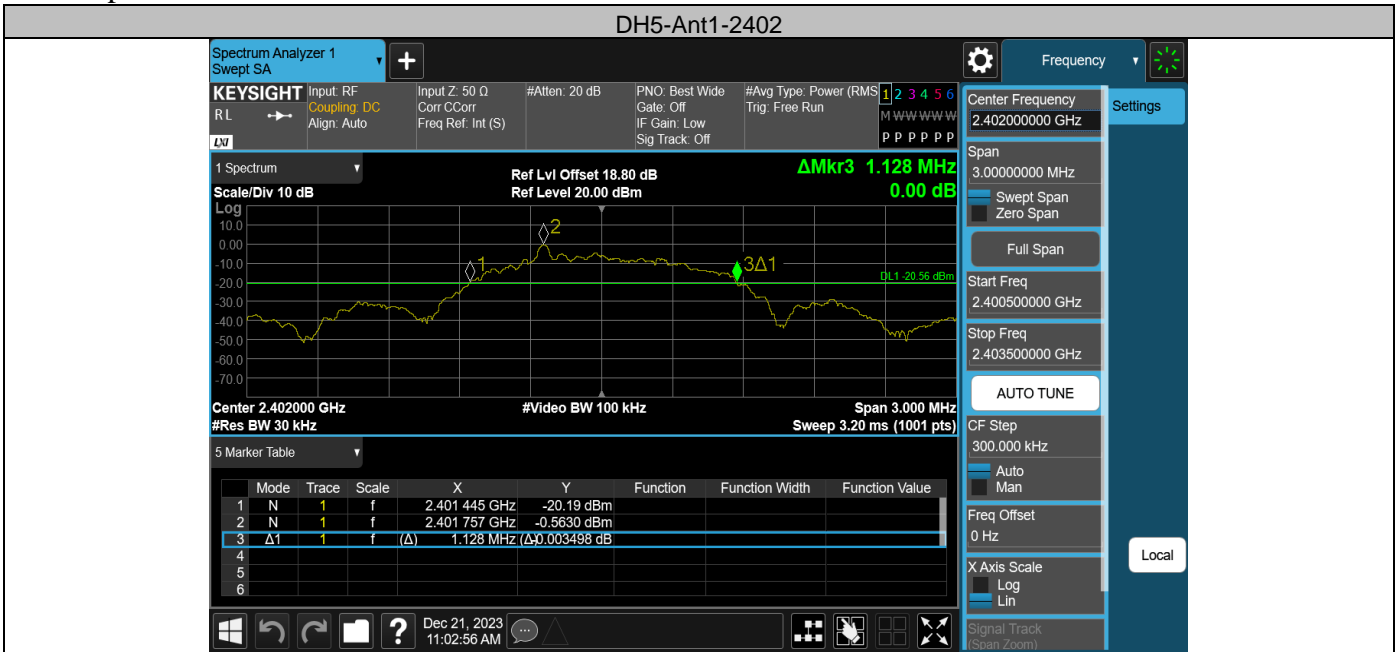 DH5-Ant1-2402
Spectrum Analyzer 1
Swept SA
Frequency
KEYSIGHT
RL
LXI
Input: RF
Coupling: DC
Align: Auto
Input Z: 50 Ω
Corr CCorr
Freq Ref: Int (S)
#Atten: 20 dB
PNO: Best Wide
Gate: Off
IF Gain: Low
Sig Track: Off
#Avg Type: Power (RMS
Trig: Free Run
1 2 3 4 5 6
M W W W W W
P P P P P P
Center Frequency
2.402000000 GHz
Settings
1 Spectrum
Scale/Div 10 dB
Ref Lvl Offset 18.80 dB
Ref Level 20.00 dBm
ΔMkr3 1.128 MHz
0.00 dB
Span
3.00000000 MHz
Swept Span
Zero Span
Full Span
Start Freq
2.400500000 GHz
Stop Freq
2.403500000 GHz
AUTO TUNE
CF Step
300.000 kHz
Auto
Man
Freq Offset
0 Hz
X Axis Scale
Log
Lin
Signal Track
(Span Zoom)
Local
Log
10.0
0.00
-10.0
-20.0
-30.0
-40.0
-50.0
-60.0
-70.0
1
2
3Δ1
DL1 -20.56 dBm
Center 2.402000 GHz
#Video BW 100 kHz
Span 3.000 MHz
#Res BW 30 kHz
Sweep 3.20 ms (1001 pts)
5 Marker Table
Mode Trace Scale X Y Function Function Width Function Value
1 N 1 f 2.401 445 GHz -20.19 dBm
2 N 1 f 2.401 757 GHz -0.5630 dBm
3 Δ1 1 f (Δ) 1.128 MHz (Δ) 0.003498 dB
4
5
6
?
Dec 21, 2023
11:02:56 AM